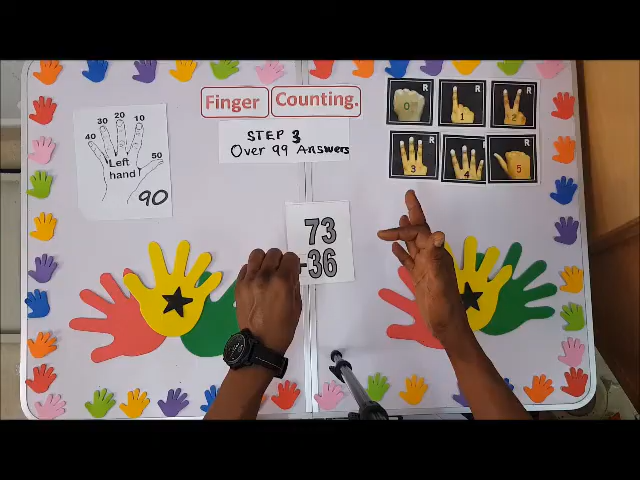 Finger Counting.
STEP 3
Over 99 Answers
10
20
30
40
50
Left
hand
90
R
0
R
1
R
2
R
3
R
4
R
5
73
36